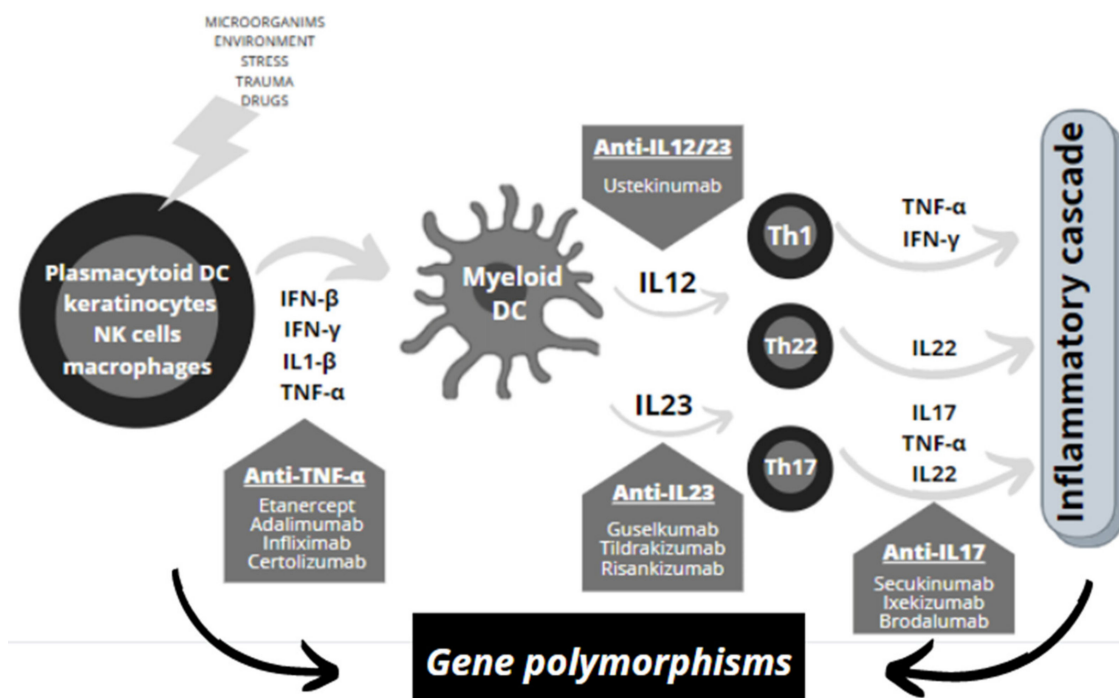 MICROORGANIMS
ENVIRONMENT
STRESS
TRAUMA
DRUGS
Plasmacytoid DC
keratinocytes
NK cells
macrophages
IFN-β
IFN-γ
IL1-β
TNF-α
Anti-TNF-α
Etanercept
Adalimumab
Infliximab
Certolizumab
Myeloid
DC
Anti-IL12/23
Ustekinumab
IL12
IL23
Anti-IL23
Guselkumab
Tildrakizumab
Risankizumab
Th1
Th22
Th17
TNF-α
IFN-γ
IL22
IL17
TNF-α
IL22
Anti-IL17
Secukinumab
Ixekizumab
Brodalumab
Inflammatory cascade
Gene polymorphisms